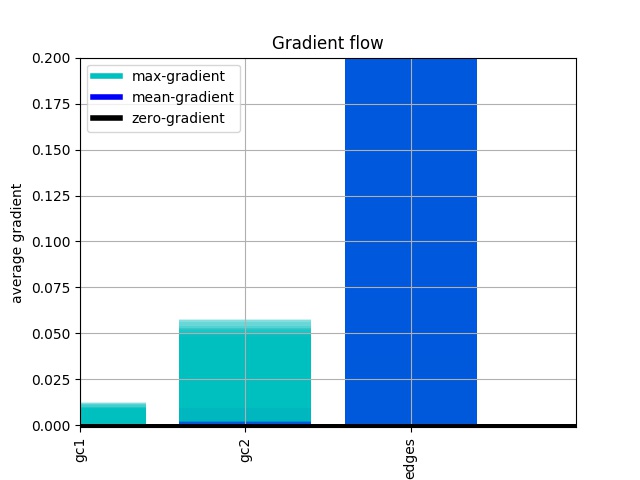 Gradient flow
max-gradient
mean-gradient
zero-gradient
average gradient
0.200
0.175
0.150
0.125
0.100
0.075
0.050
0.025
0.000
gc1
gc2
edges